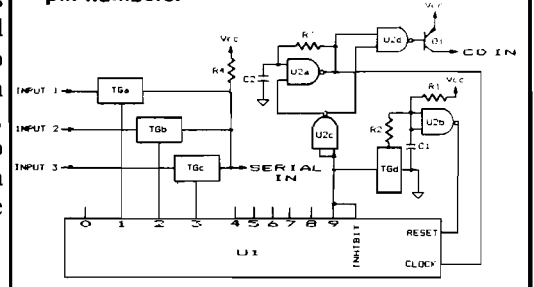 pin numbers.
Vcc
Vcc
R4
C2
U2a
U2d
Q1
CD IN
INPUT 1
TGa
INPUT 2
TGb
INPUT 3
TGc
SERIAL
IN
U2c
R1
Vcc
R2
U2b
C1
TGd
0 1 2 3 4 5 6 7 8 9 INHIBIT
RESET
U1
CLOCK